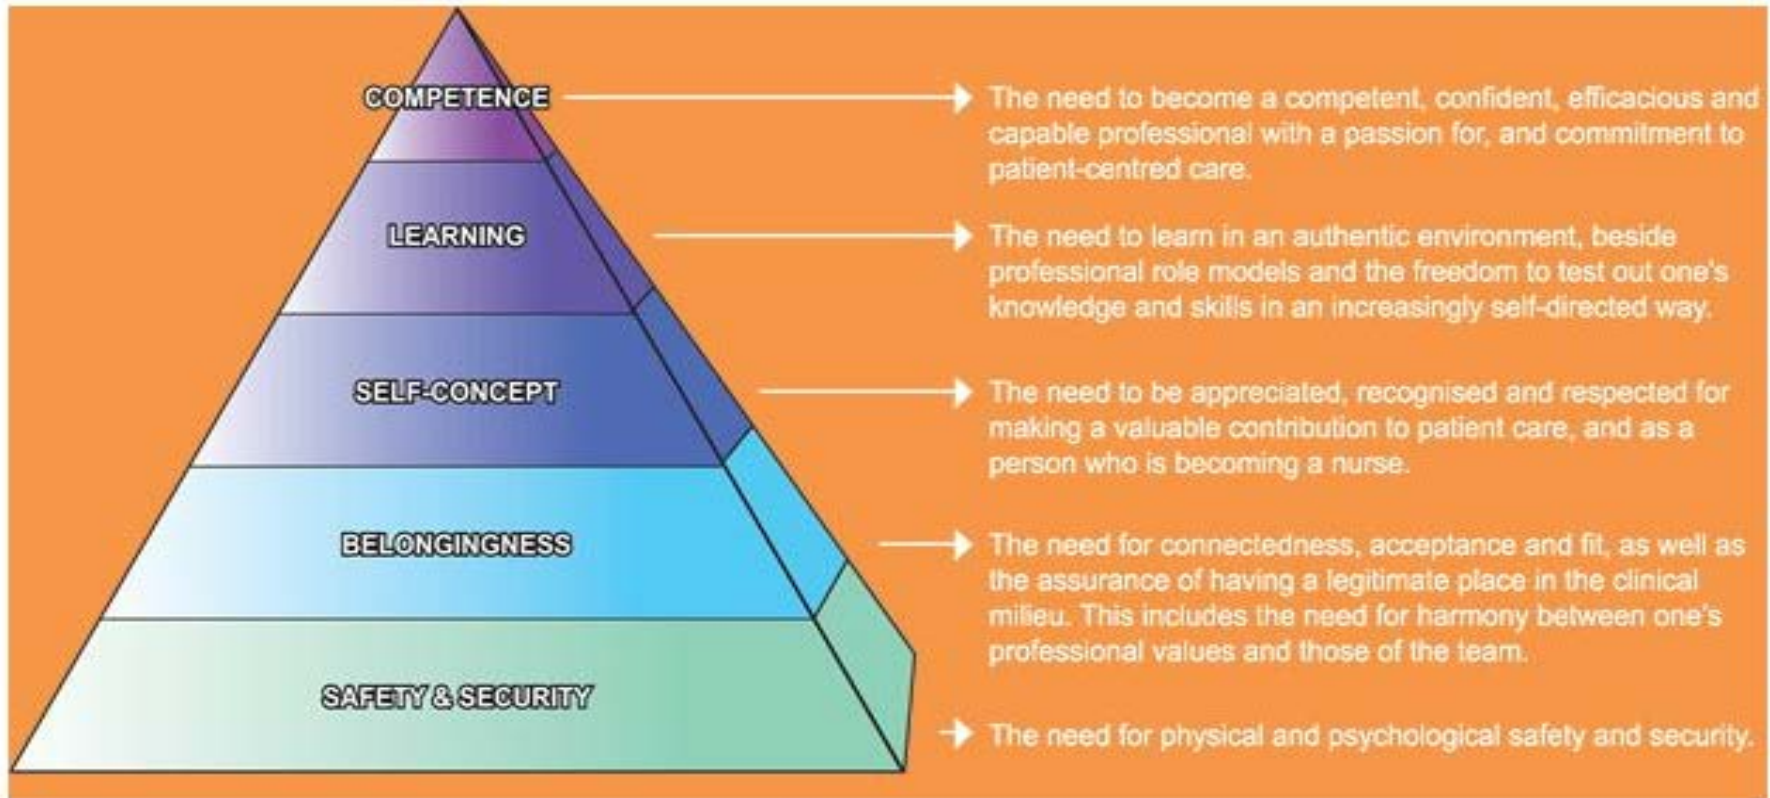 COMPETENCE
The need to become a competent, confident, efficacious and
capable professional with a passion for, and commitment to
patient-centred care.
LEARNING
The need to learn in an authentic environment, beside
professional role models and the freedom to test out one's
knowledge and skills in an increasingly self-directed way.
SELF-CONCEPT
The need to be appreciated, recognised and respected for
making a valuable contribution to patient care, and as a
person who is becoming a nurse.
BELONGINGNESS
The need for connectedness, acceptance and fit, as well as
the assurance of having a legitimate place in the clinical
milieu. This includes the need for harmony between one's
professional values and those of the team.
SAFETY & SECURITY
The need for physical and psychological safety and security.